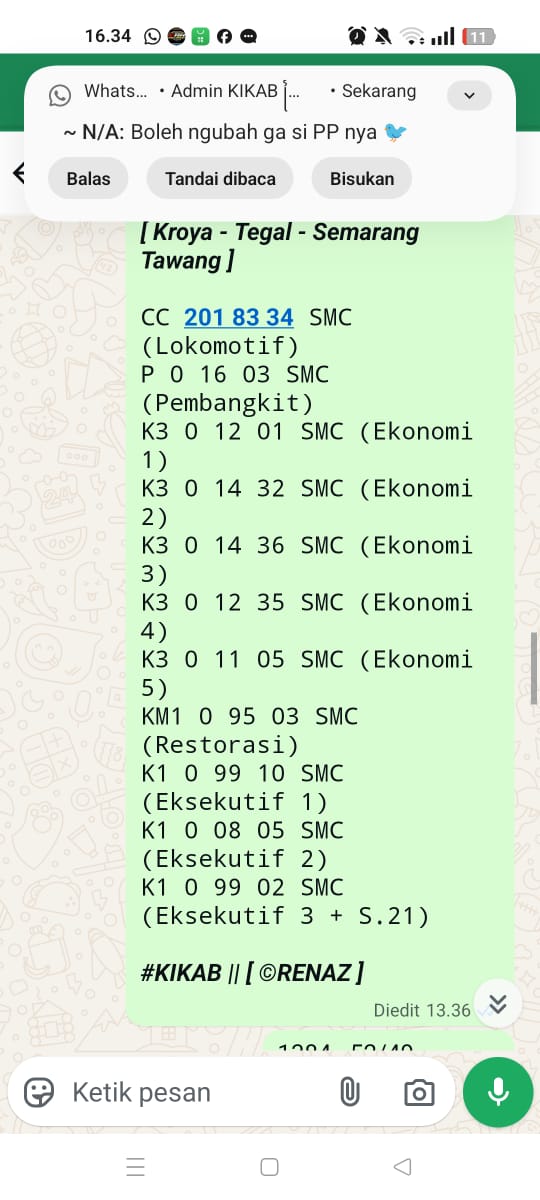 16.34
11
Whats... • Admin KIKAB ... • Sekarang
~ N/A: Boleh ngubah ga si PP nya 🐦
Balas Tandai dibaca Bisukan
[ Kroya - Tegal - Semarang
Tawang ]
CC 201 83 34 SMC
(Lokomotif)
P 0 16 03 SMC
(Pembangkit)
K3 0 12 01 SMC (Ekonomi
1)
K3 0 14 32 SMC (Ekonomi
2)
K3 0 14 36 SMC (Ekonomi
3)
K3 0 12 35 SMC (Ekonomi
4)
K3 0 11 05 SMC (Ekonomi
5)
KM1 0 95 03 SMC
(Restorasi)
K1 0 99 10 SMC
(Eksekutif 1)
K1 0 08 05 SMC
(Eksekutif 2)
K1 0 99 02 SMC
(Eksekutif 3 + S.21)
#KIKAB || [ ©RENAZ ]
Diedit 13.36
Ketik pesan